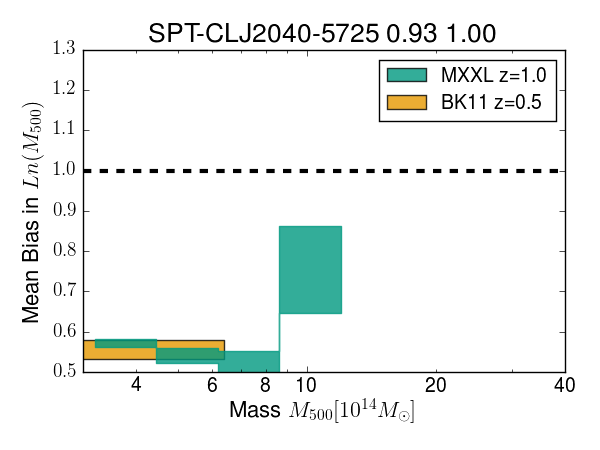 SPT-CLJ2040-5725 0.93 1.00
1.3
1.2
1.1
1.0
0.9
0.8
0.7
0.6
0.5
Mean Bias in Ln(M500)
MXXL z=1.0
BK11 z=0.5
4 6 8 10 20 40
Mass M500[10^14M⊙]